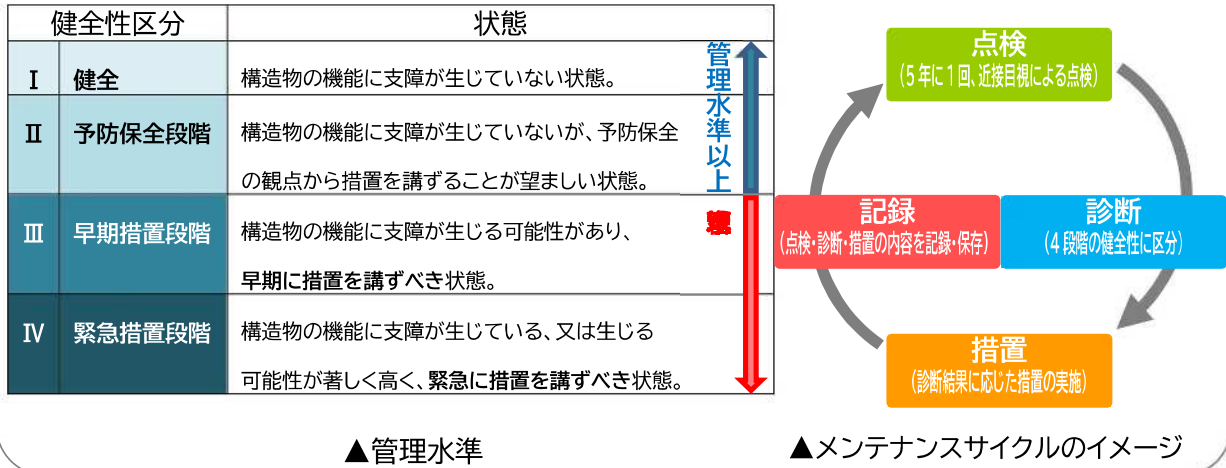 健全性区分 状態
Ⅰ 健全 構造物の機能に支障が生じていない状態。
Ⅱ 予防保全段階 構造物の機能に支障が生じていないが、予防保全
の観点から措置を講ずることが望ましい状態。
Ⅲ 早期措置段階 構造物の機能に支障が生じる可能性があり、
早期に措置を講ずべき状態。
Ⅳ 緊急措置段階 構造物の機能に支障が生じている、又は生じる
可能性が著しく高く、緊急に措置を講ずべき状態。
管理水準以上
▲管理水準
点検
(5年に1回、近接目視による点検)
診断
(4段階の健全性に区分)
措置
(診断結果に応じた措置の実施)
記録
(点検・診断・措置の内容を記録・保存)
▲メンテナンスサイクルのイメージ